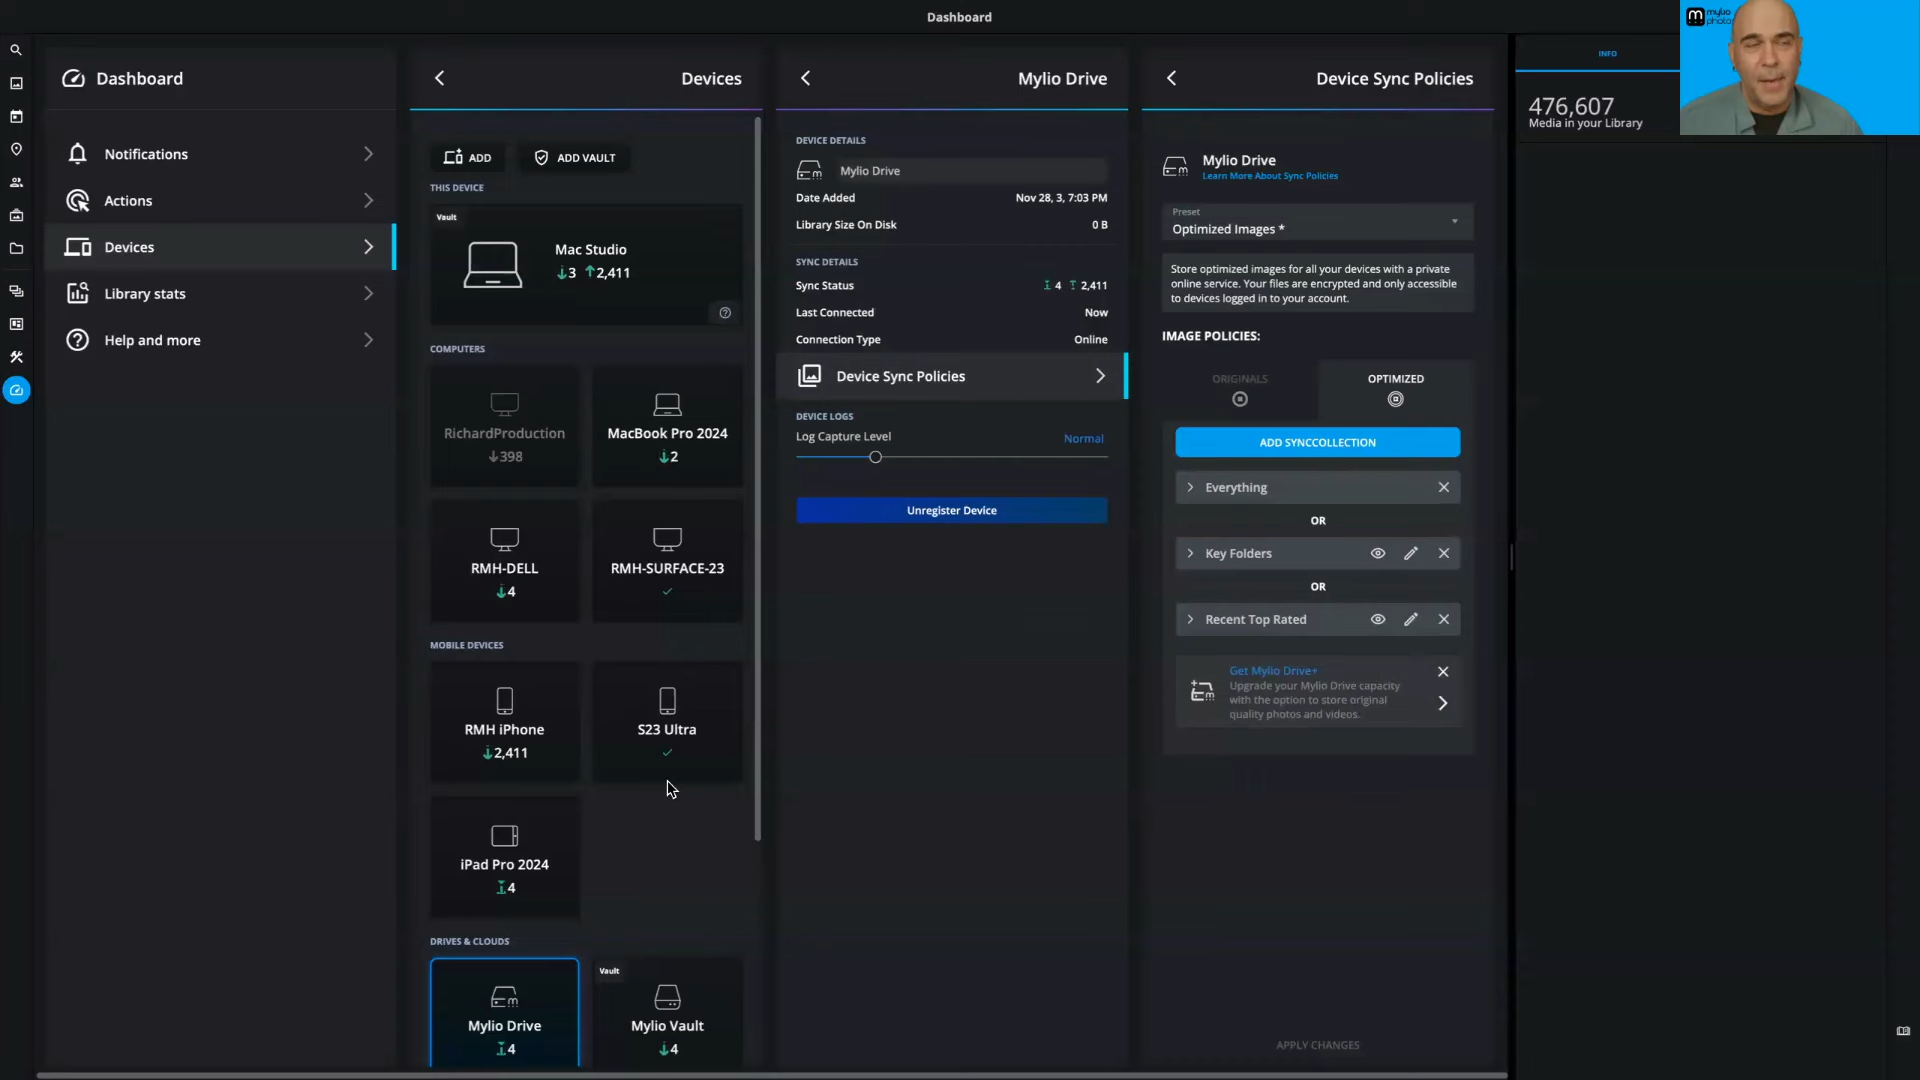 Dashboard
mylio
photos
Dashboard
Notifications
Actions
Devices
Library stats
Help and more
Devices
ADD
ADD VAULT
THIS DEVICE
Vault
Mac Studio
3 2,411
COMPUTERS
RichardProduction
398
MacBook Pro 2024
2
RMH-DELL
4
RMH-SURFACE-23
MOBILE DEVICES
RMH iPhone
2,411
S23 Ultra
iPad Pro 2024
4
DRIVES & CLOUDS
Mylio Drive
4
Vault
Mylio Vault
4
Mylio Drive
DEVICE DETAILS
Mylio Drive
Date Added Nov 28, 3, 7:03 PM
Library Size On Disk 0 B
SYNC DETAILS
Sync Status 4 2,411
Last Connected Now
Connection Type Online
Device Sync Policies
DEVICE LOGS
Log Capture Level Normal
Unregister Device
Device Sync Policies
Mylio Drive
Learn More About Sync Policies
Preset
Optimized Images *
Store optimized images for all your devices with a private
online service. Your files are encrypted and only accessible
to devices logged in to your account.
IMAGE POLICIES:
ORIGINALS
OPTIMIZED
ADD SYNCCOLLECTION
Everything
OR
Key Folders
OR
Recent Top Rated
Get Mylio Drive+
Upgrade your Mylio Drive capacity
with the option to store original
quality photos and videos.
APPLY CHANGES
INFO
476,607
Media in your Library